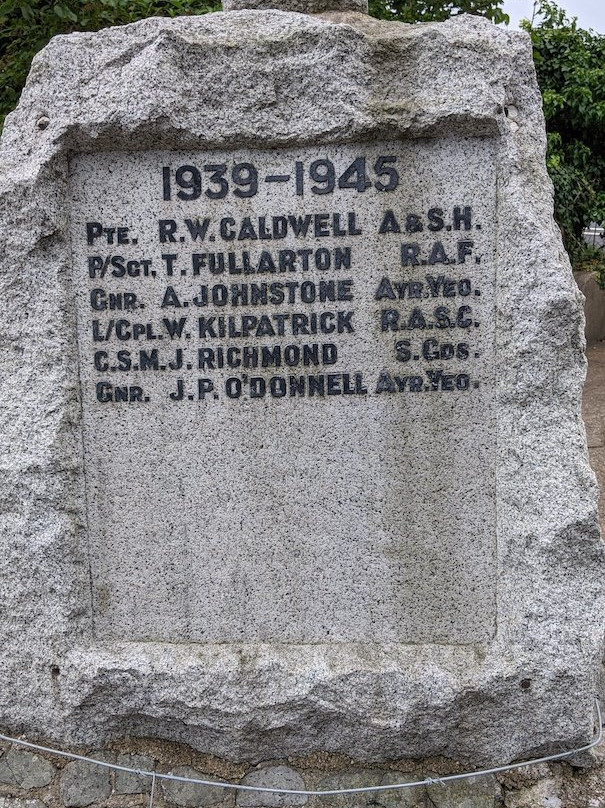 1939-1945
PTE. R.W. CALDWELL A&S.H.
P/SGT. T. FULLARTON R.A.F.
GNR. A. JOHNSTONE AYR.YEO.
L/CPL. W. KILPATRICK R.A.S.C.
C.S.M. J. RICHMOND S.GDS.
GNR. J.P. O'DONNELL AYR.YEO.